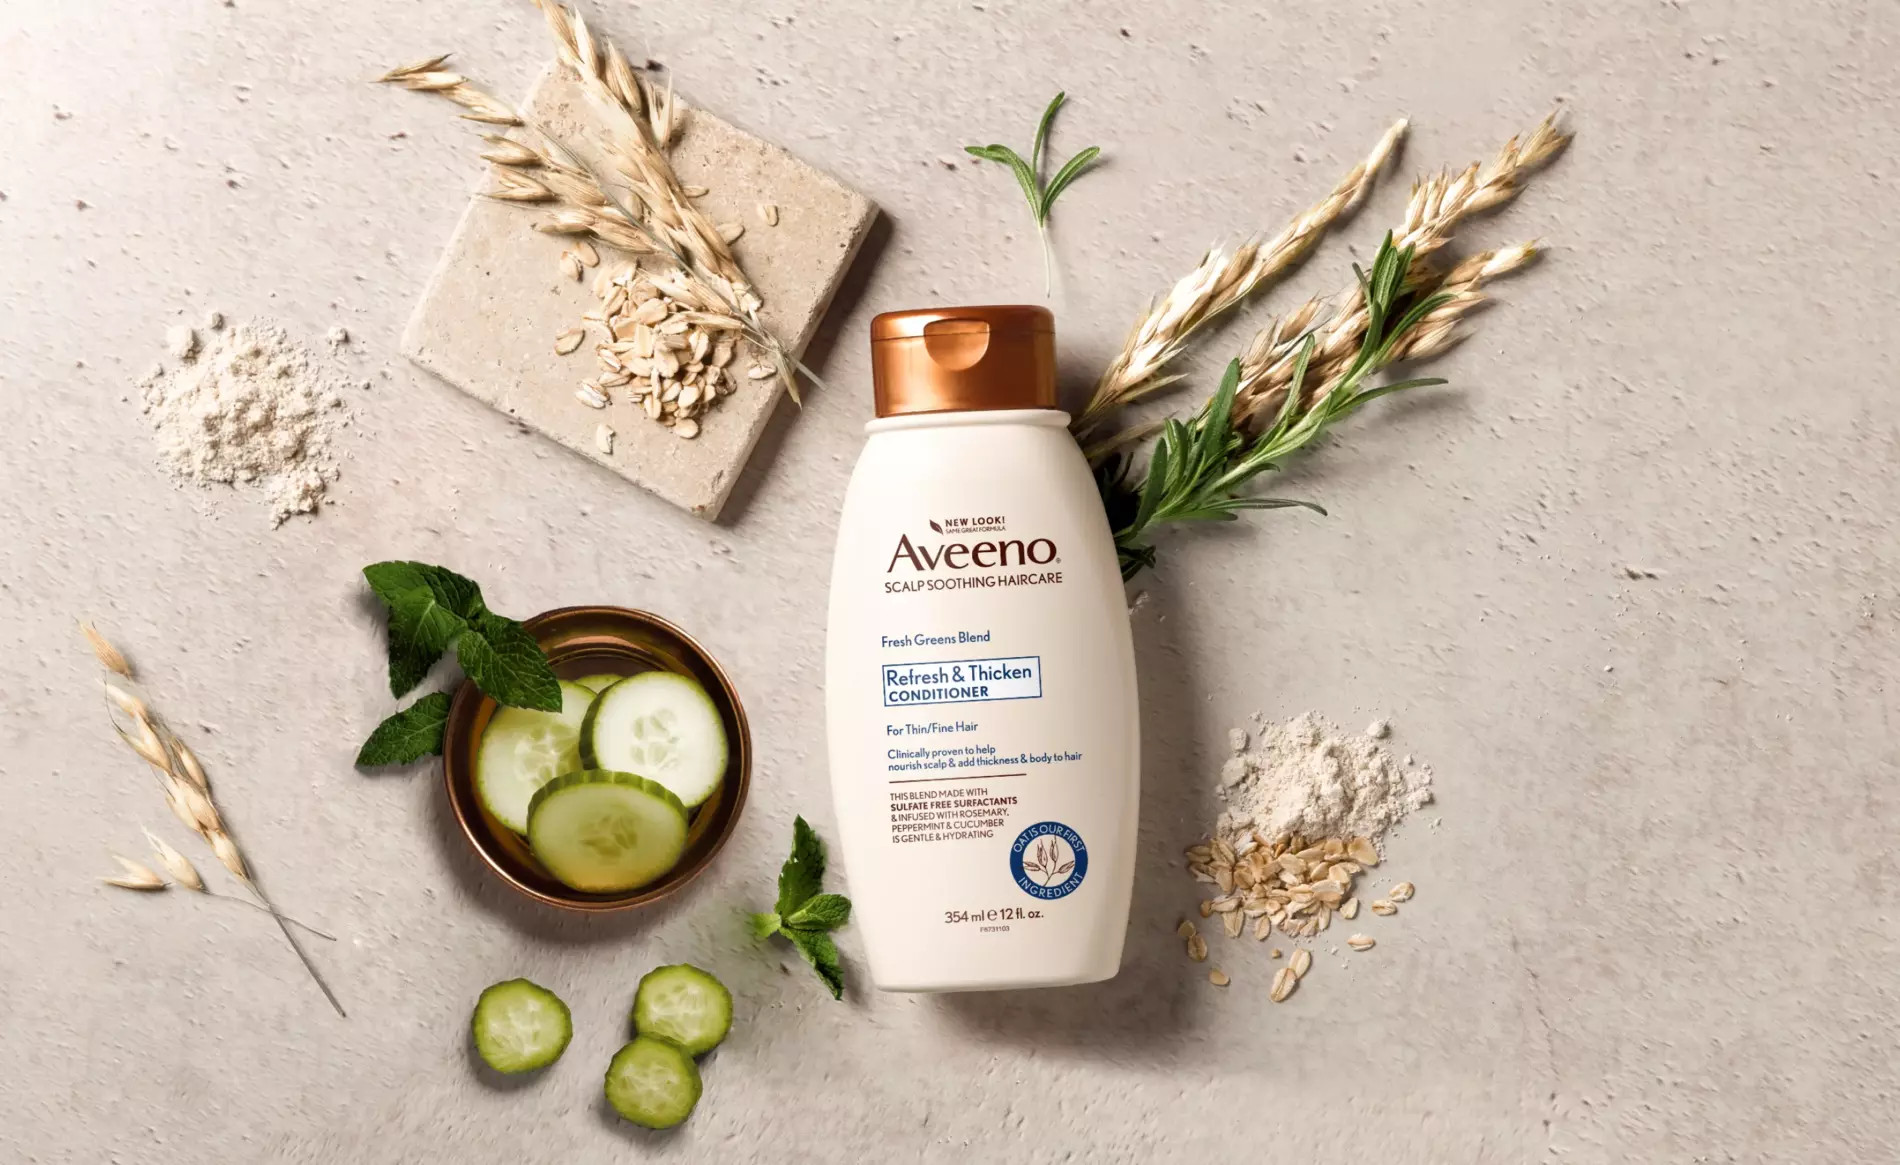 NEW LOOK!
SAME GREAT FORMULA
Aveeno®
SCALP SOOTHING HAIRCARE
Fresh Greens Blend
Refresh & Thicken
CONDITIONER
For Thin/Fine Hair
Clinically proven to help
nourish scalp & add thickness & body to hair
THIS BLEND MADE WITH
SULFATE FREE SURFACTANTS
& INFUSED WITH ROSEMARY,
PEPPERMINT & CUCUMBER
IS GENTLE & HYDRATING
OAT IS OUR FIRST
INGREDIENT
354 ml e 12 fl. oz.
FK731103